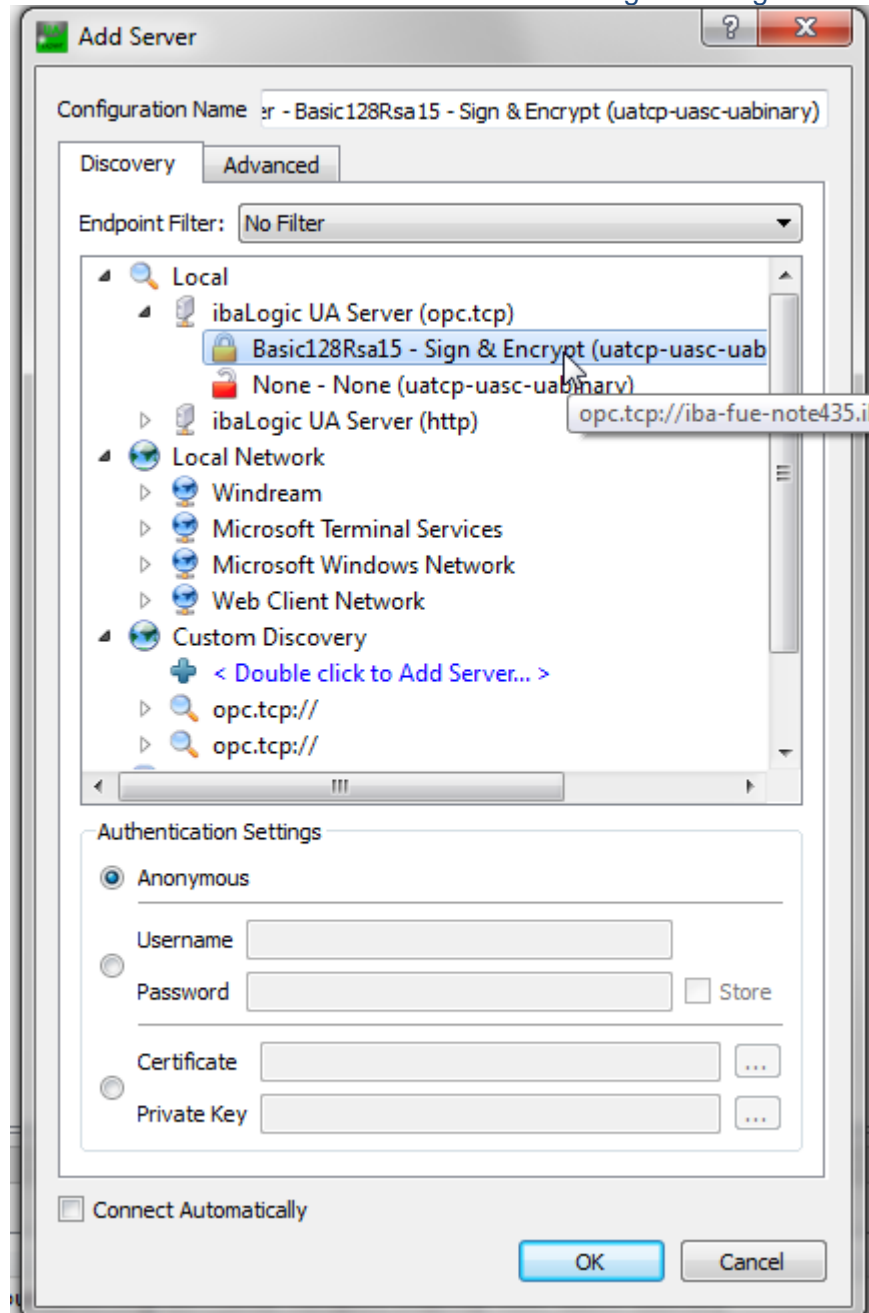 Add Server
Configuration Name er - Basic128Rsa15 - Sign & Encrypt (uatcp-uasc-uabinary)
Discovery Advanced
Endpoint Filter: No Filter
Local
ibaLogic UA Server (opc.tcp)
Basic128Rsa15 - Sign & Encrypt (uatcp-uasc-uab
None - None (uatcp-uasc-uabinary)
opc.tcp://iba-fue-note435.i
ibaLogic UA Server (http)
Local Network
Windream
Microsoft Terminal Services
Microsoft Windows Network
Web Client Network
Custom Discovery
< Double click to Add Server... >
opc.tcp://
opc.tcp://
Authentication Settings
Anonymous
Username
Password Store
Certificate ...
Private Key ...
Connect Automatically
OK Cancel